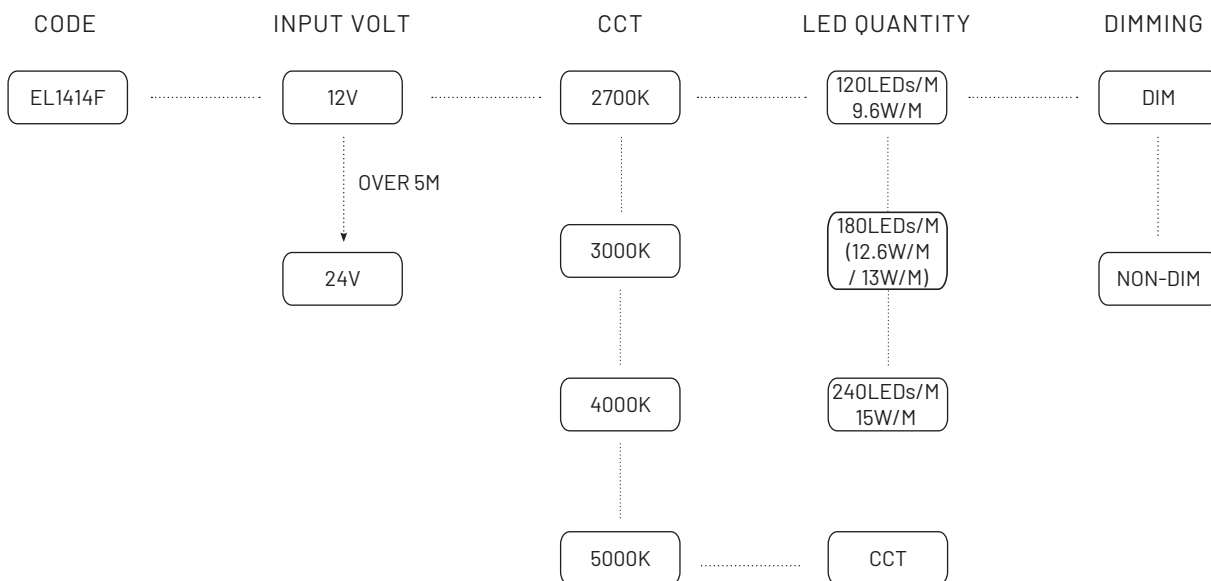 CODE
INPUT VOLT
CCT
LED QUANTITY
DIMMING
EL1414F
12V
2700K
120LEDs/M
9.6W/M
DIM
OVER 5M
24V
3000K
180LEDs/M
(12.6W/M
/ 13W/M)
NON-DIM
4000K
240LEDs/M
15W/M
5000K
CCT